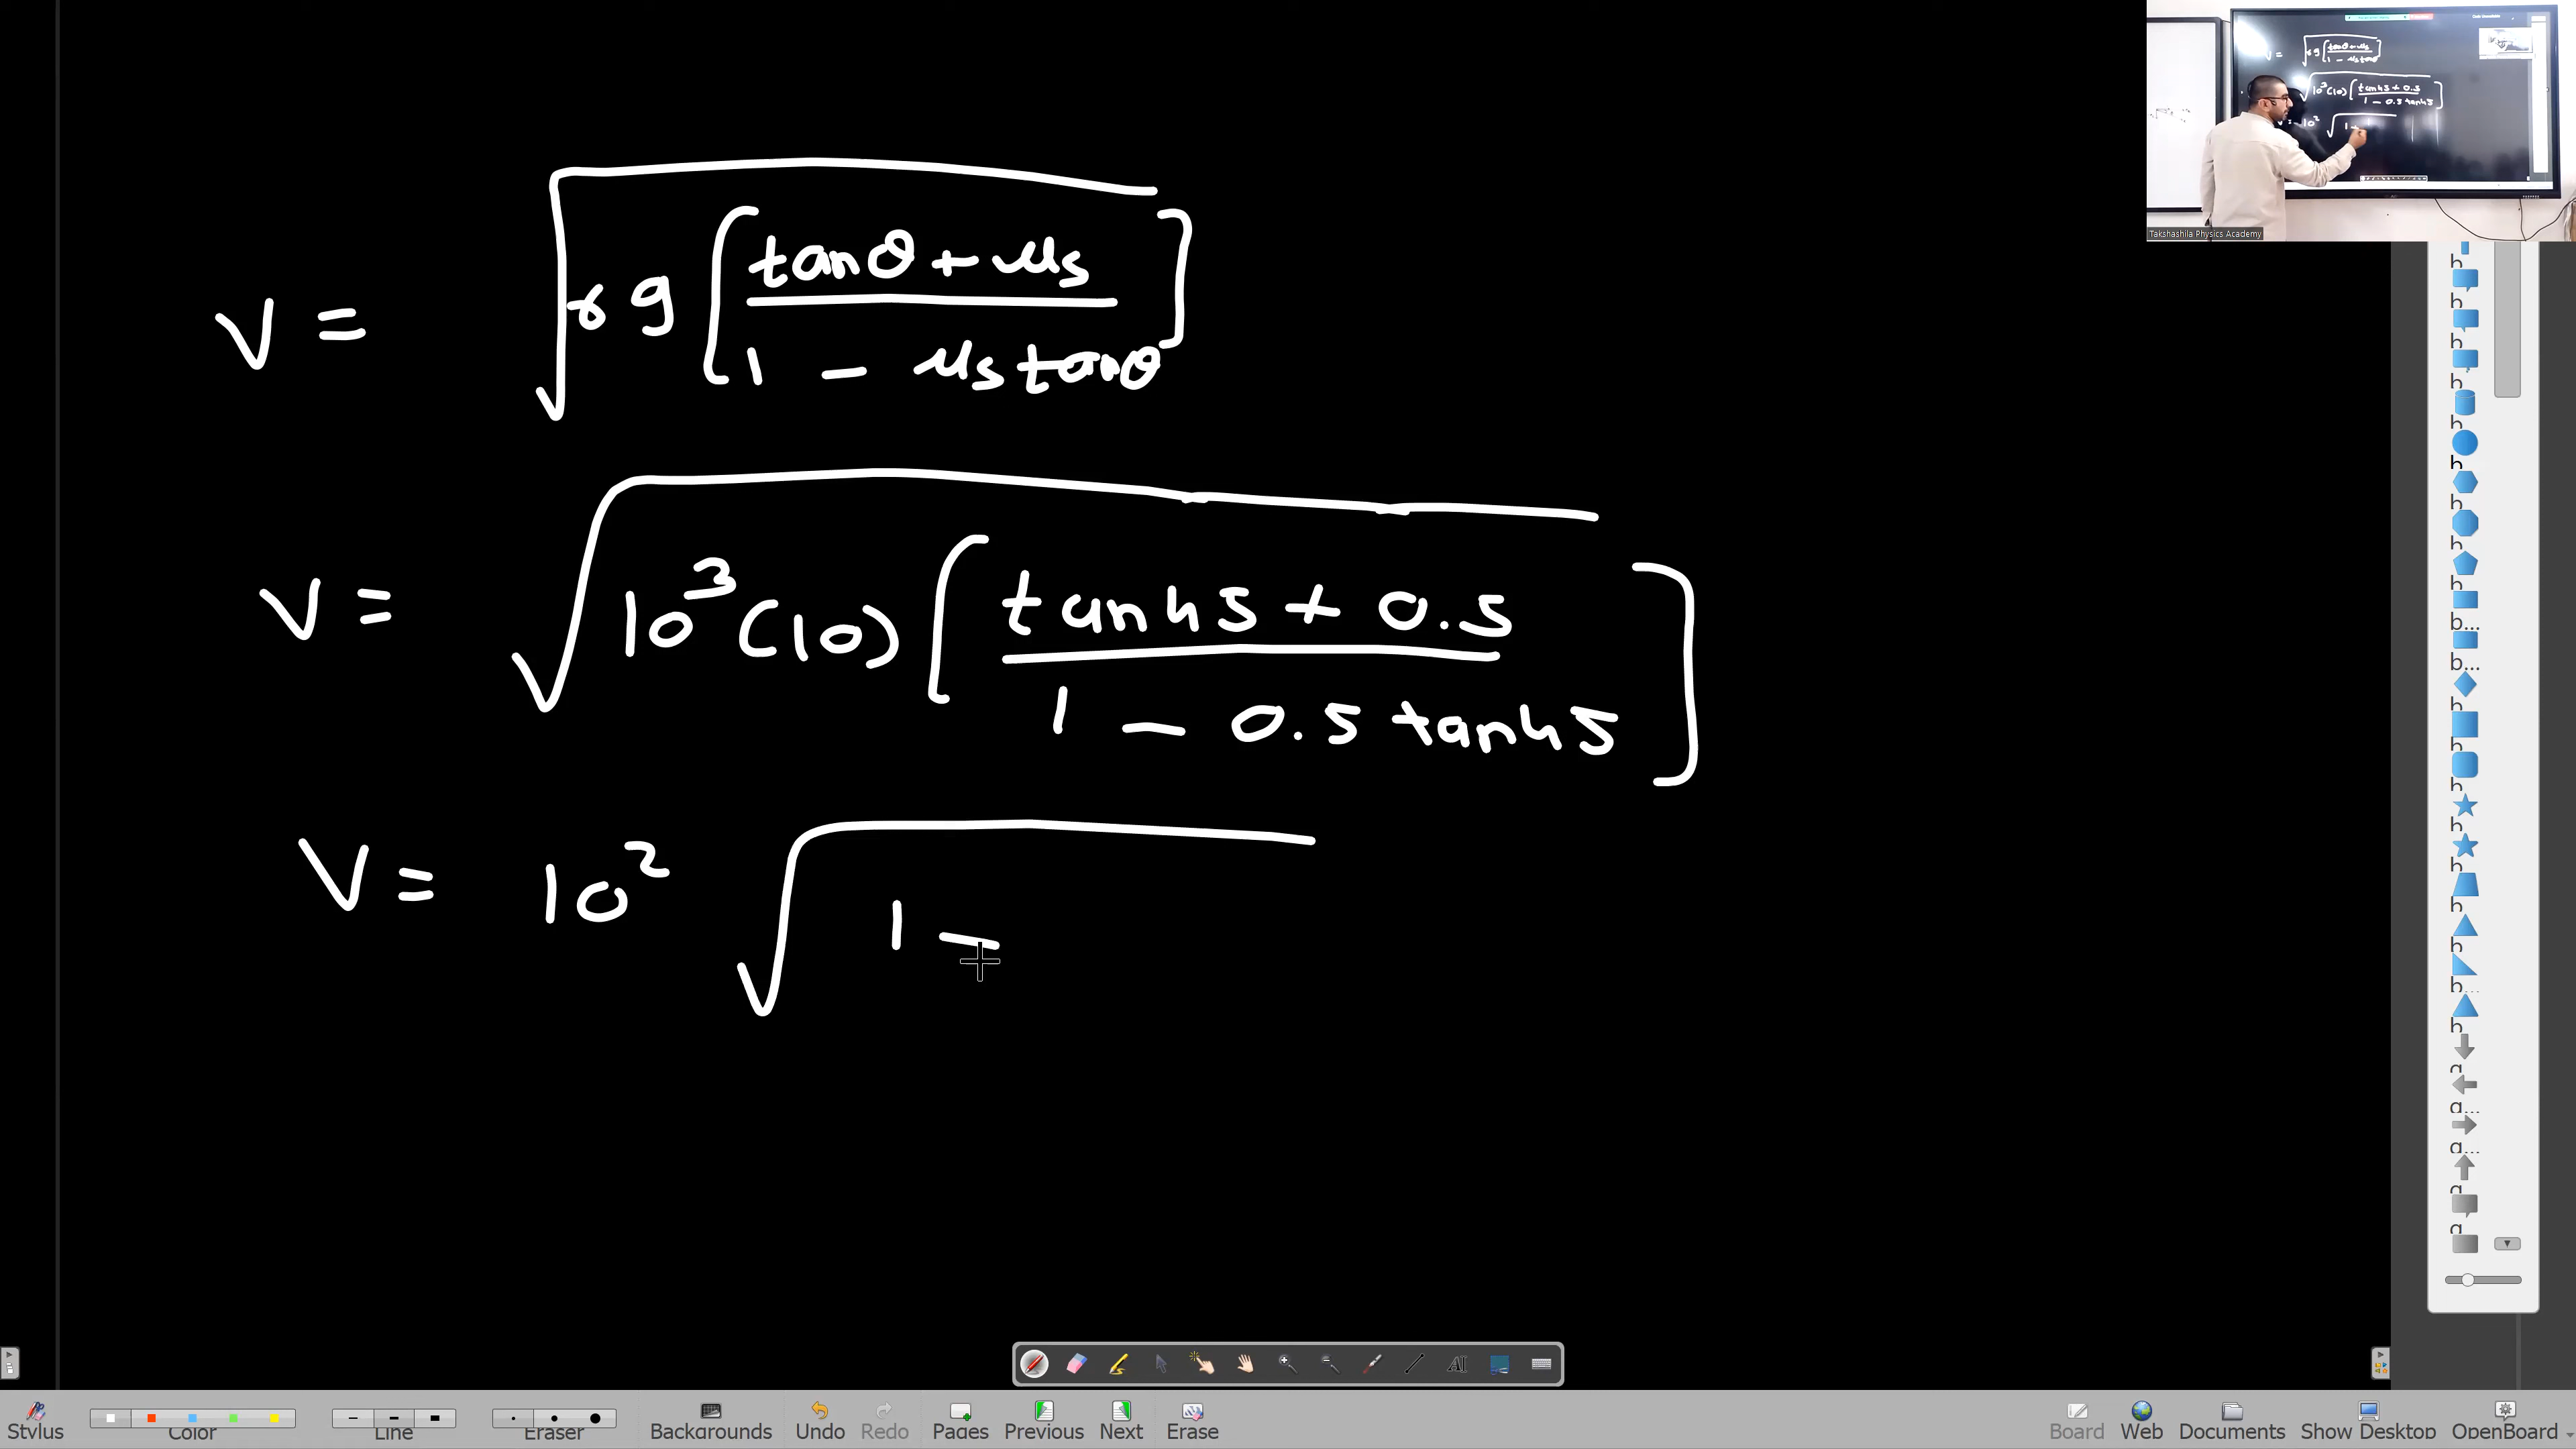 v = √ rg [ tanθ + μs / 1 - μs tanθ ]
v = √ 10³(10) [ tan45 + 0.5 / 1 - 0.5 tan45 ]
v = 10² √ 1 -
Takshashila Physics Academy
b
b
b
b
b
b
b
b
b
b...
b...
b
b
b
b
b
b
b
b
b...
b
a
a...
a...
a
a
Stylus Color Line Eraser Backgrounds Undo Redo Pages Previous Next Erase Board Web Documents Show Desktop OpenBoard